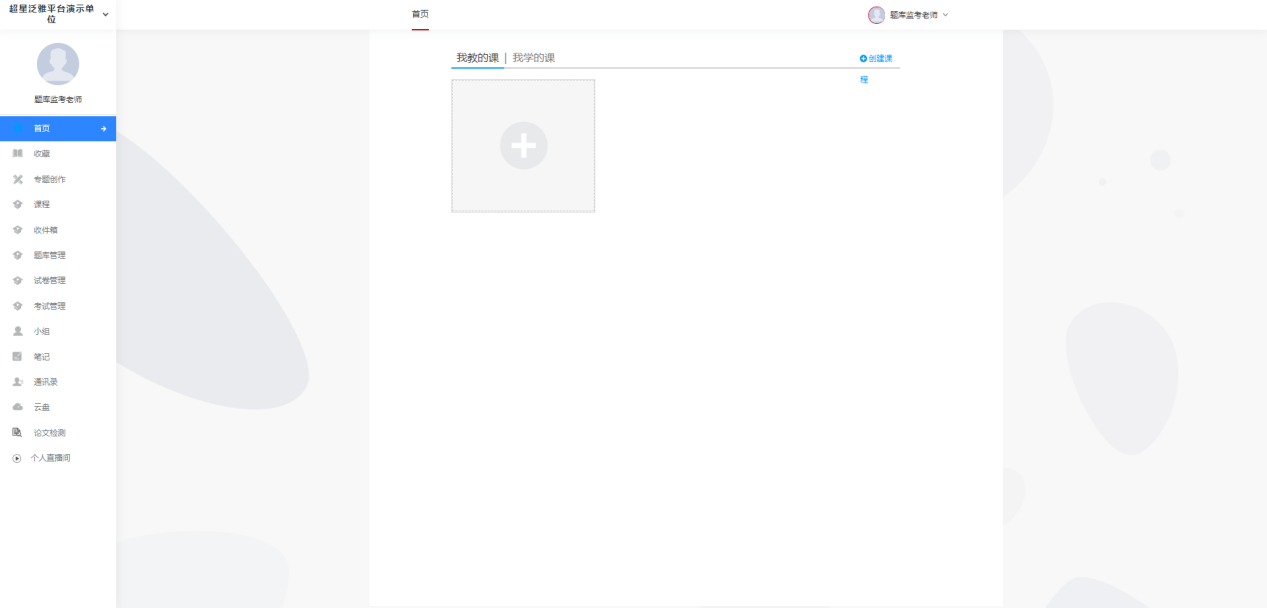 超星泛雅平台演示单
位
首页
题库监考老师
题库监考老师
首页
收藏
专题创作
课程
收件箱
题库管理
试卷管理
考试管理
小组
笔记
通讯录
云盘
论文检测
个人直播间
我教的课 | 我学的课
创建课
程